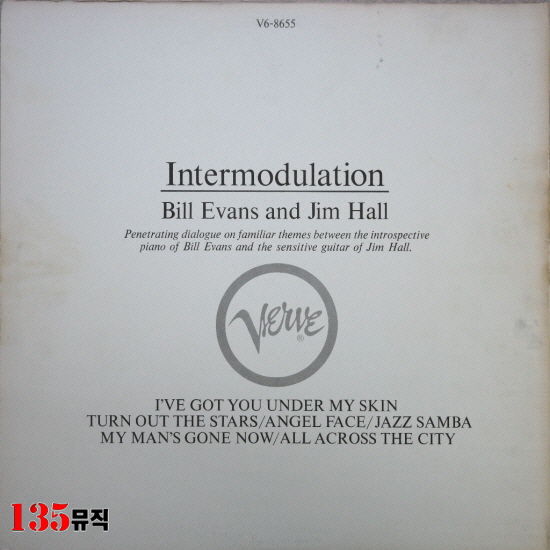 V6-8655
Intermodulation
Bill Evans and Jim Hall
Penetrating dialogue on familiar themes between the introspective
piano of Bill Evans and the sensitive guitar of Jim Hall.
VERVE®
I'VE GOT YOU UNDER MY SKIN
TURN OUT THE STARS/ANGEL FACE/JAZZ SAMBA
MY MAN'S GONE NOW/ALL ACROSS THE CITY
135뮤직